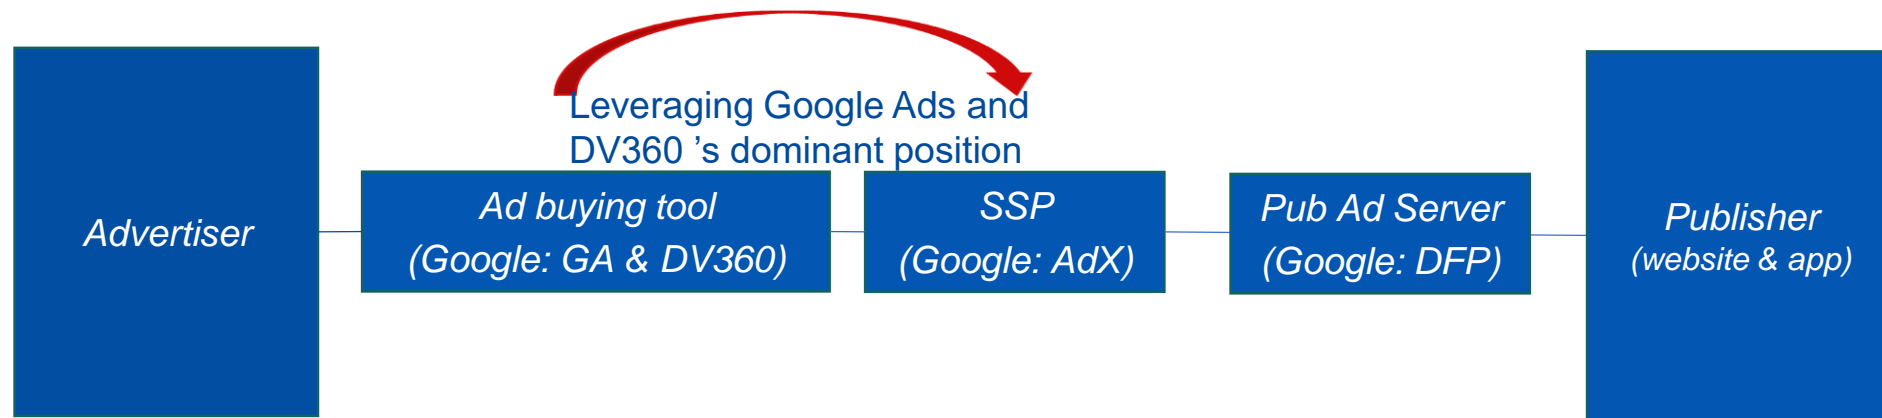 Leveraging Google Ads and
DV360 ’s dominant position
Advertiser
Ad buying tool
(Google: GA & DV360)
SSP
(Google: AdX)
Pub Ad Server
(Google: DFP)
Publisher
(website & app)